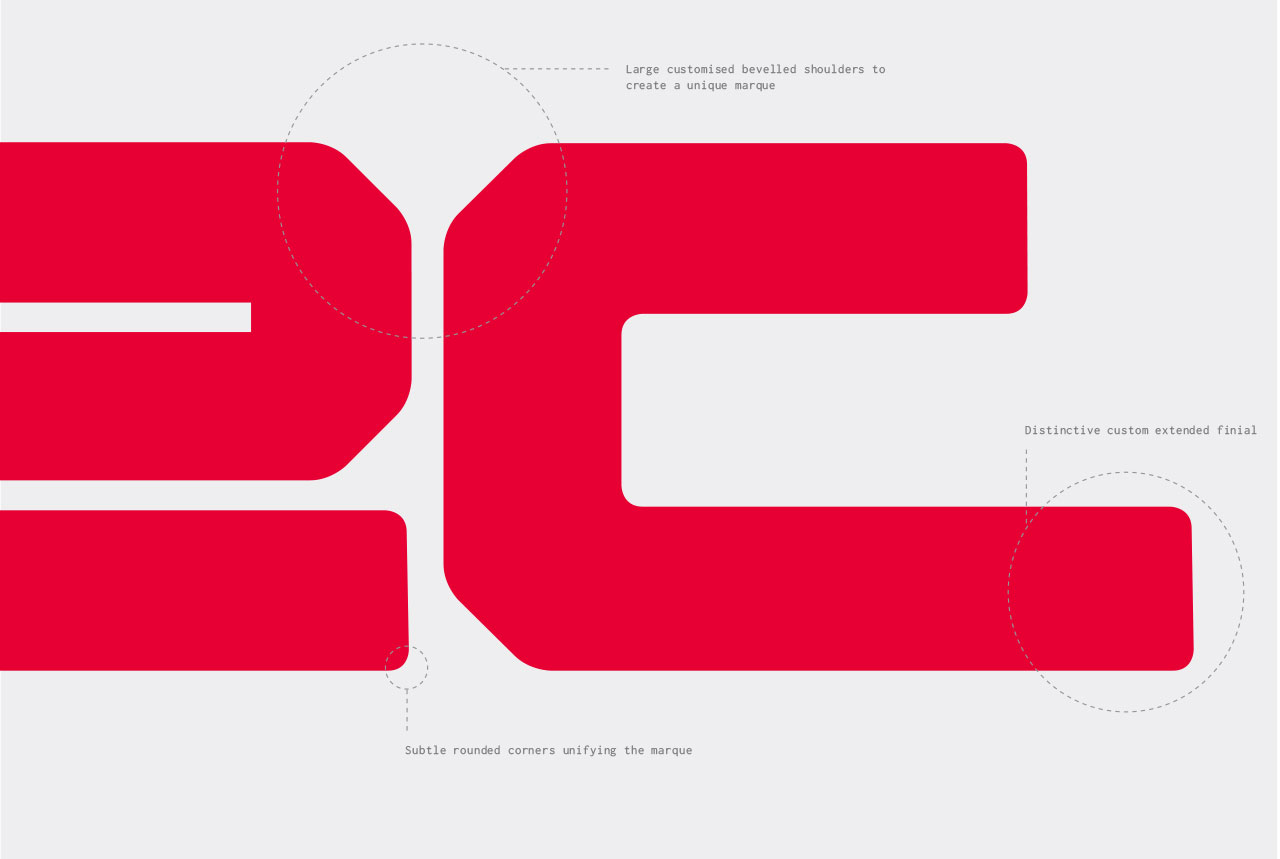 Large customised bevelled shoulders to
create a unique marque
Distinctive custom extended finial
Subtle rounded corners unifying the marque